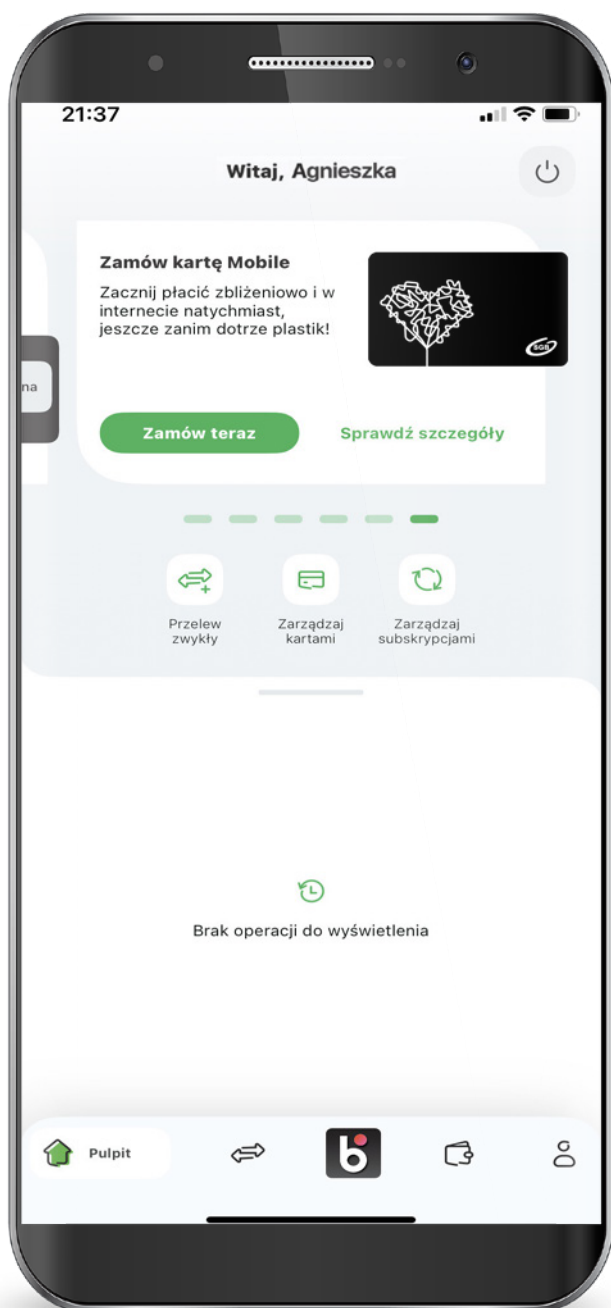 21:37
Witaj, Agnieszka
Zamów kartę Mobile
Zacznij płacić zbliżeniowo i w
internecie natychmiast,
jeszcze zanim dotrze plastik!
SGB
na
Zamów teraz
Sprawdź szczegóły
Przelew
zwykły
Zarządzaj
kartami
Zarządzaj
subskrypcjami
Brak operacji do wyświetlenia
Pulpit
b